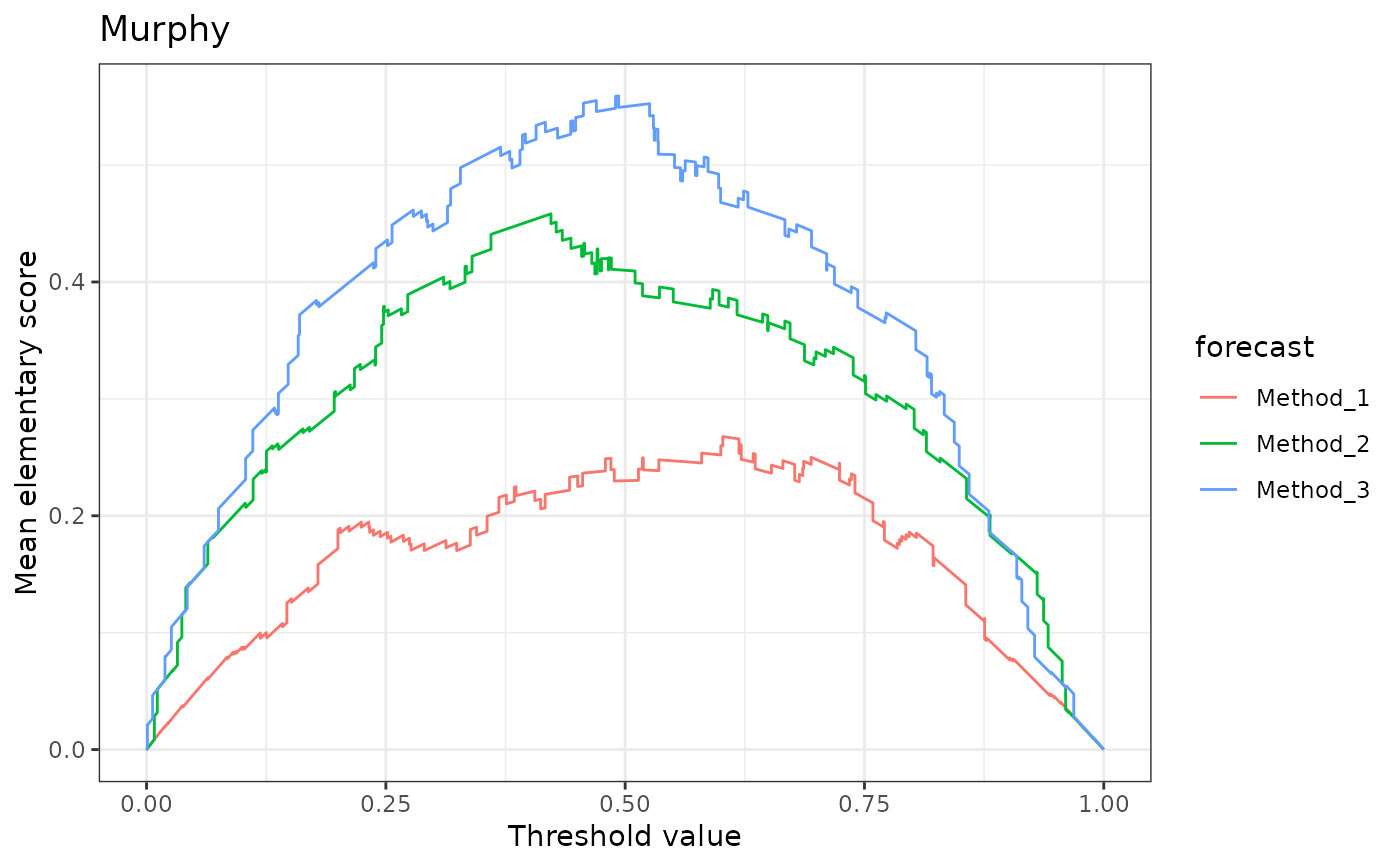 Murphy
Mean elementary score
0.4
0.2
0.0
0.00 0.25 0.50 0.75 1.00
Threshold value
forecast
Method_1
Method_2
Method_3